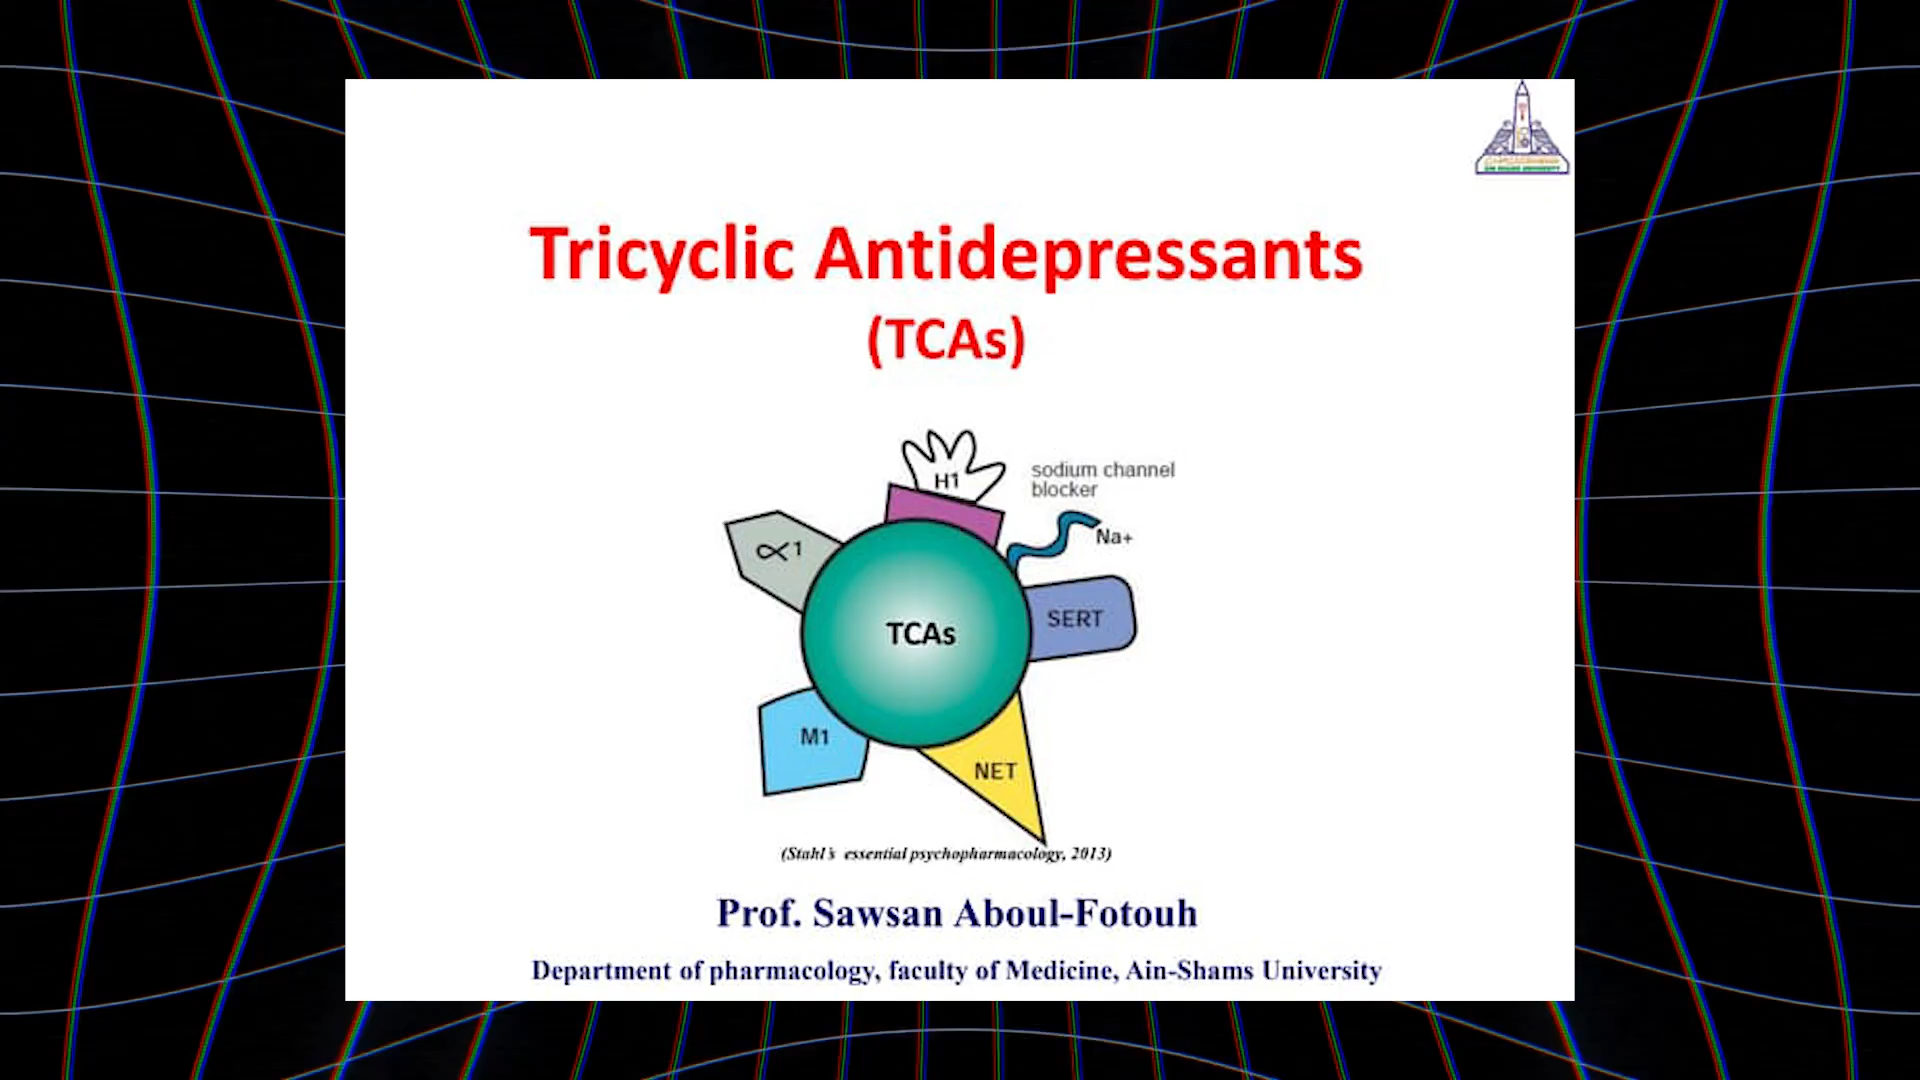 Tricyclic Antidepressants
(TCAs)
H1
sodium channel
blocker
Na+
∝1
SERT
TCAs
M1
NET
(Stahl's essential psychopharmacology, 2013)
Prof. Sawsan Aboul-Fotouh
Department of pharmacology, faculty of Medicine, Ain-Shams University